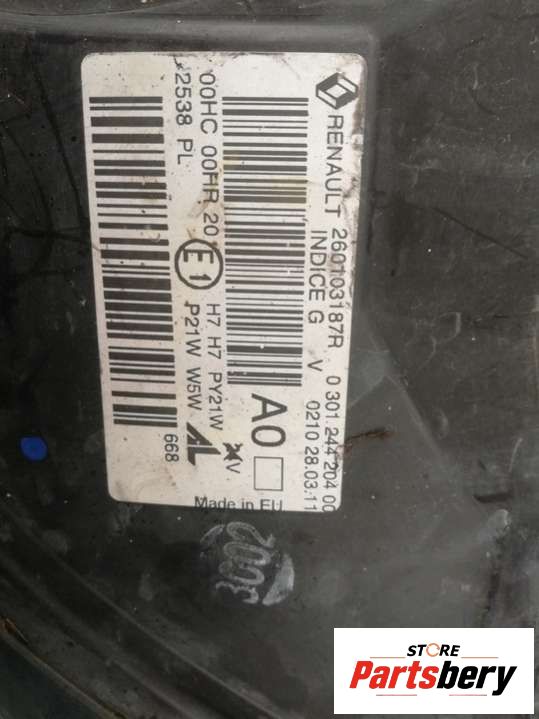 RENAULT 260103187R 0 301 244 204 00
INDICE G V 0210 28.03.11
A0
00HC 00HR 20 E1 H7 H7 PY21W
2538 PL P21W W5W AL
668
Made in EU
3002
STORE
Partsbery